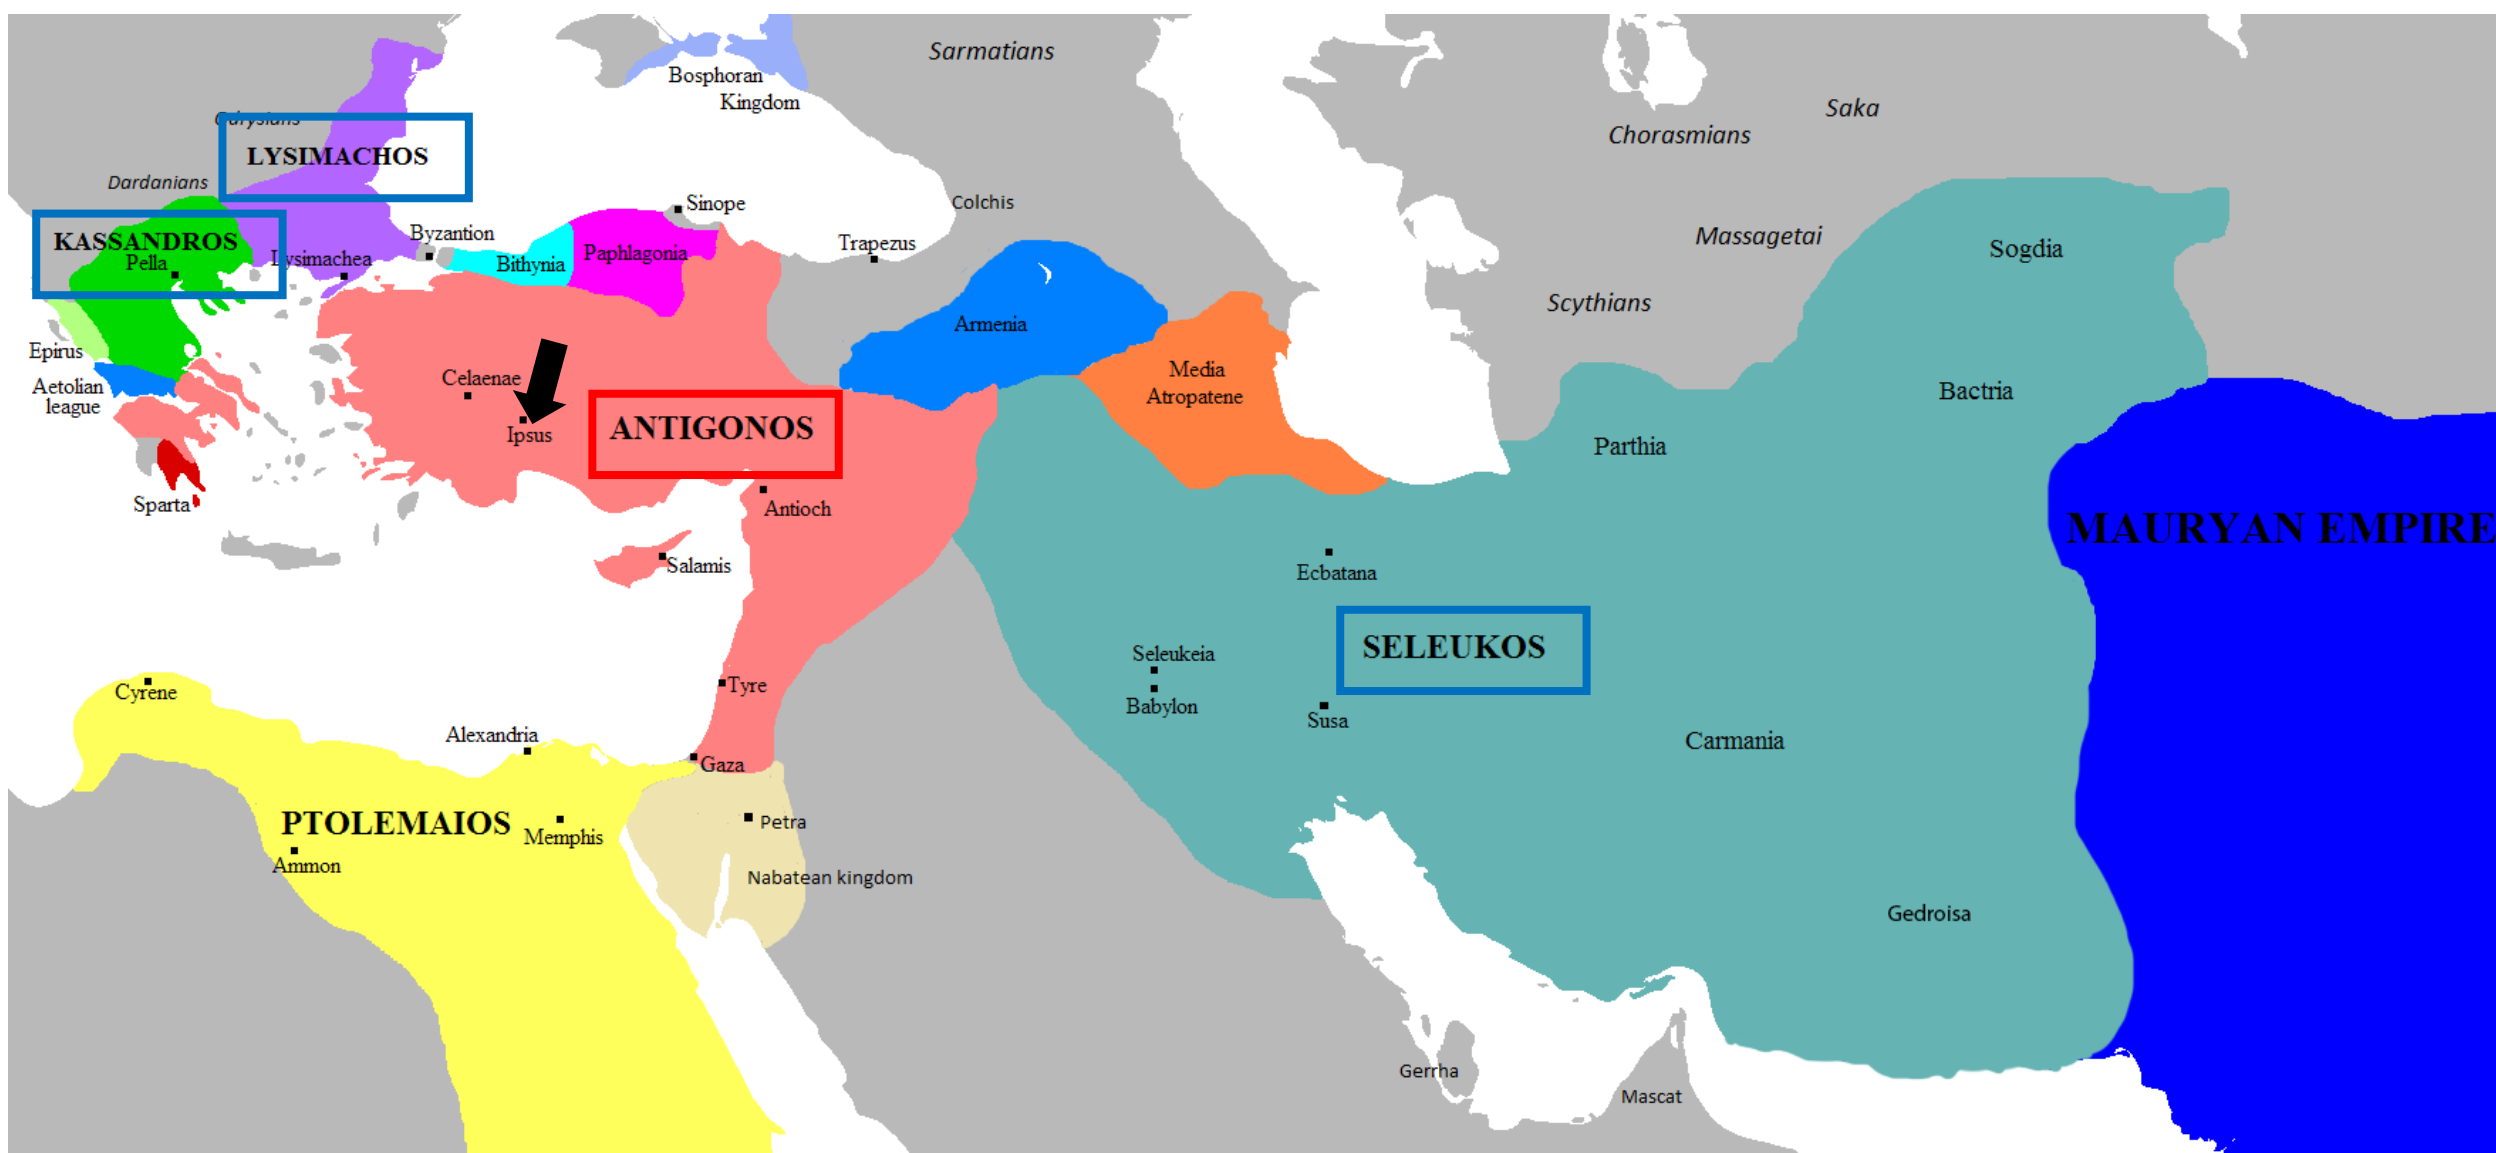 Sarmatians
Bosphoran
Kingdom
Saka
Chorasmians
Odrysians
LYSIMACHOS
Dardanians
Sinope
Colchis
KASSANDROS
Pella
Byzantion
Lysimachea
Bithynia
Paphlagonia
Trapezus
Massagetai
Sogdia
Scythians
Armenia
Epirus
Aetolian
league
Celaenae
Media
Atropatene
Bactria
Ipsus
ANTIGONOS
Parthia
Sparta
Antioch
MAURYAN EMPIRE
Salamis
Ecbatana
SELEUKOS
Seleukeia
Babylon
Susa
Cyrene
Tyre
Alexandria
Carmania
Gaza
PTOLEMAIOS
Memphis
Petra
Ammon
Nabatean kingdom
Gedroisa
Gerrha
Mascat